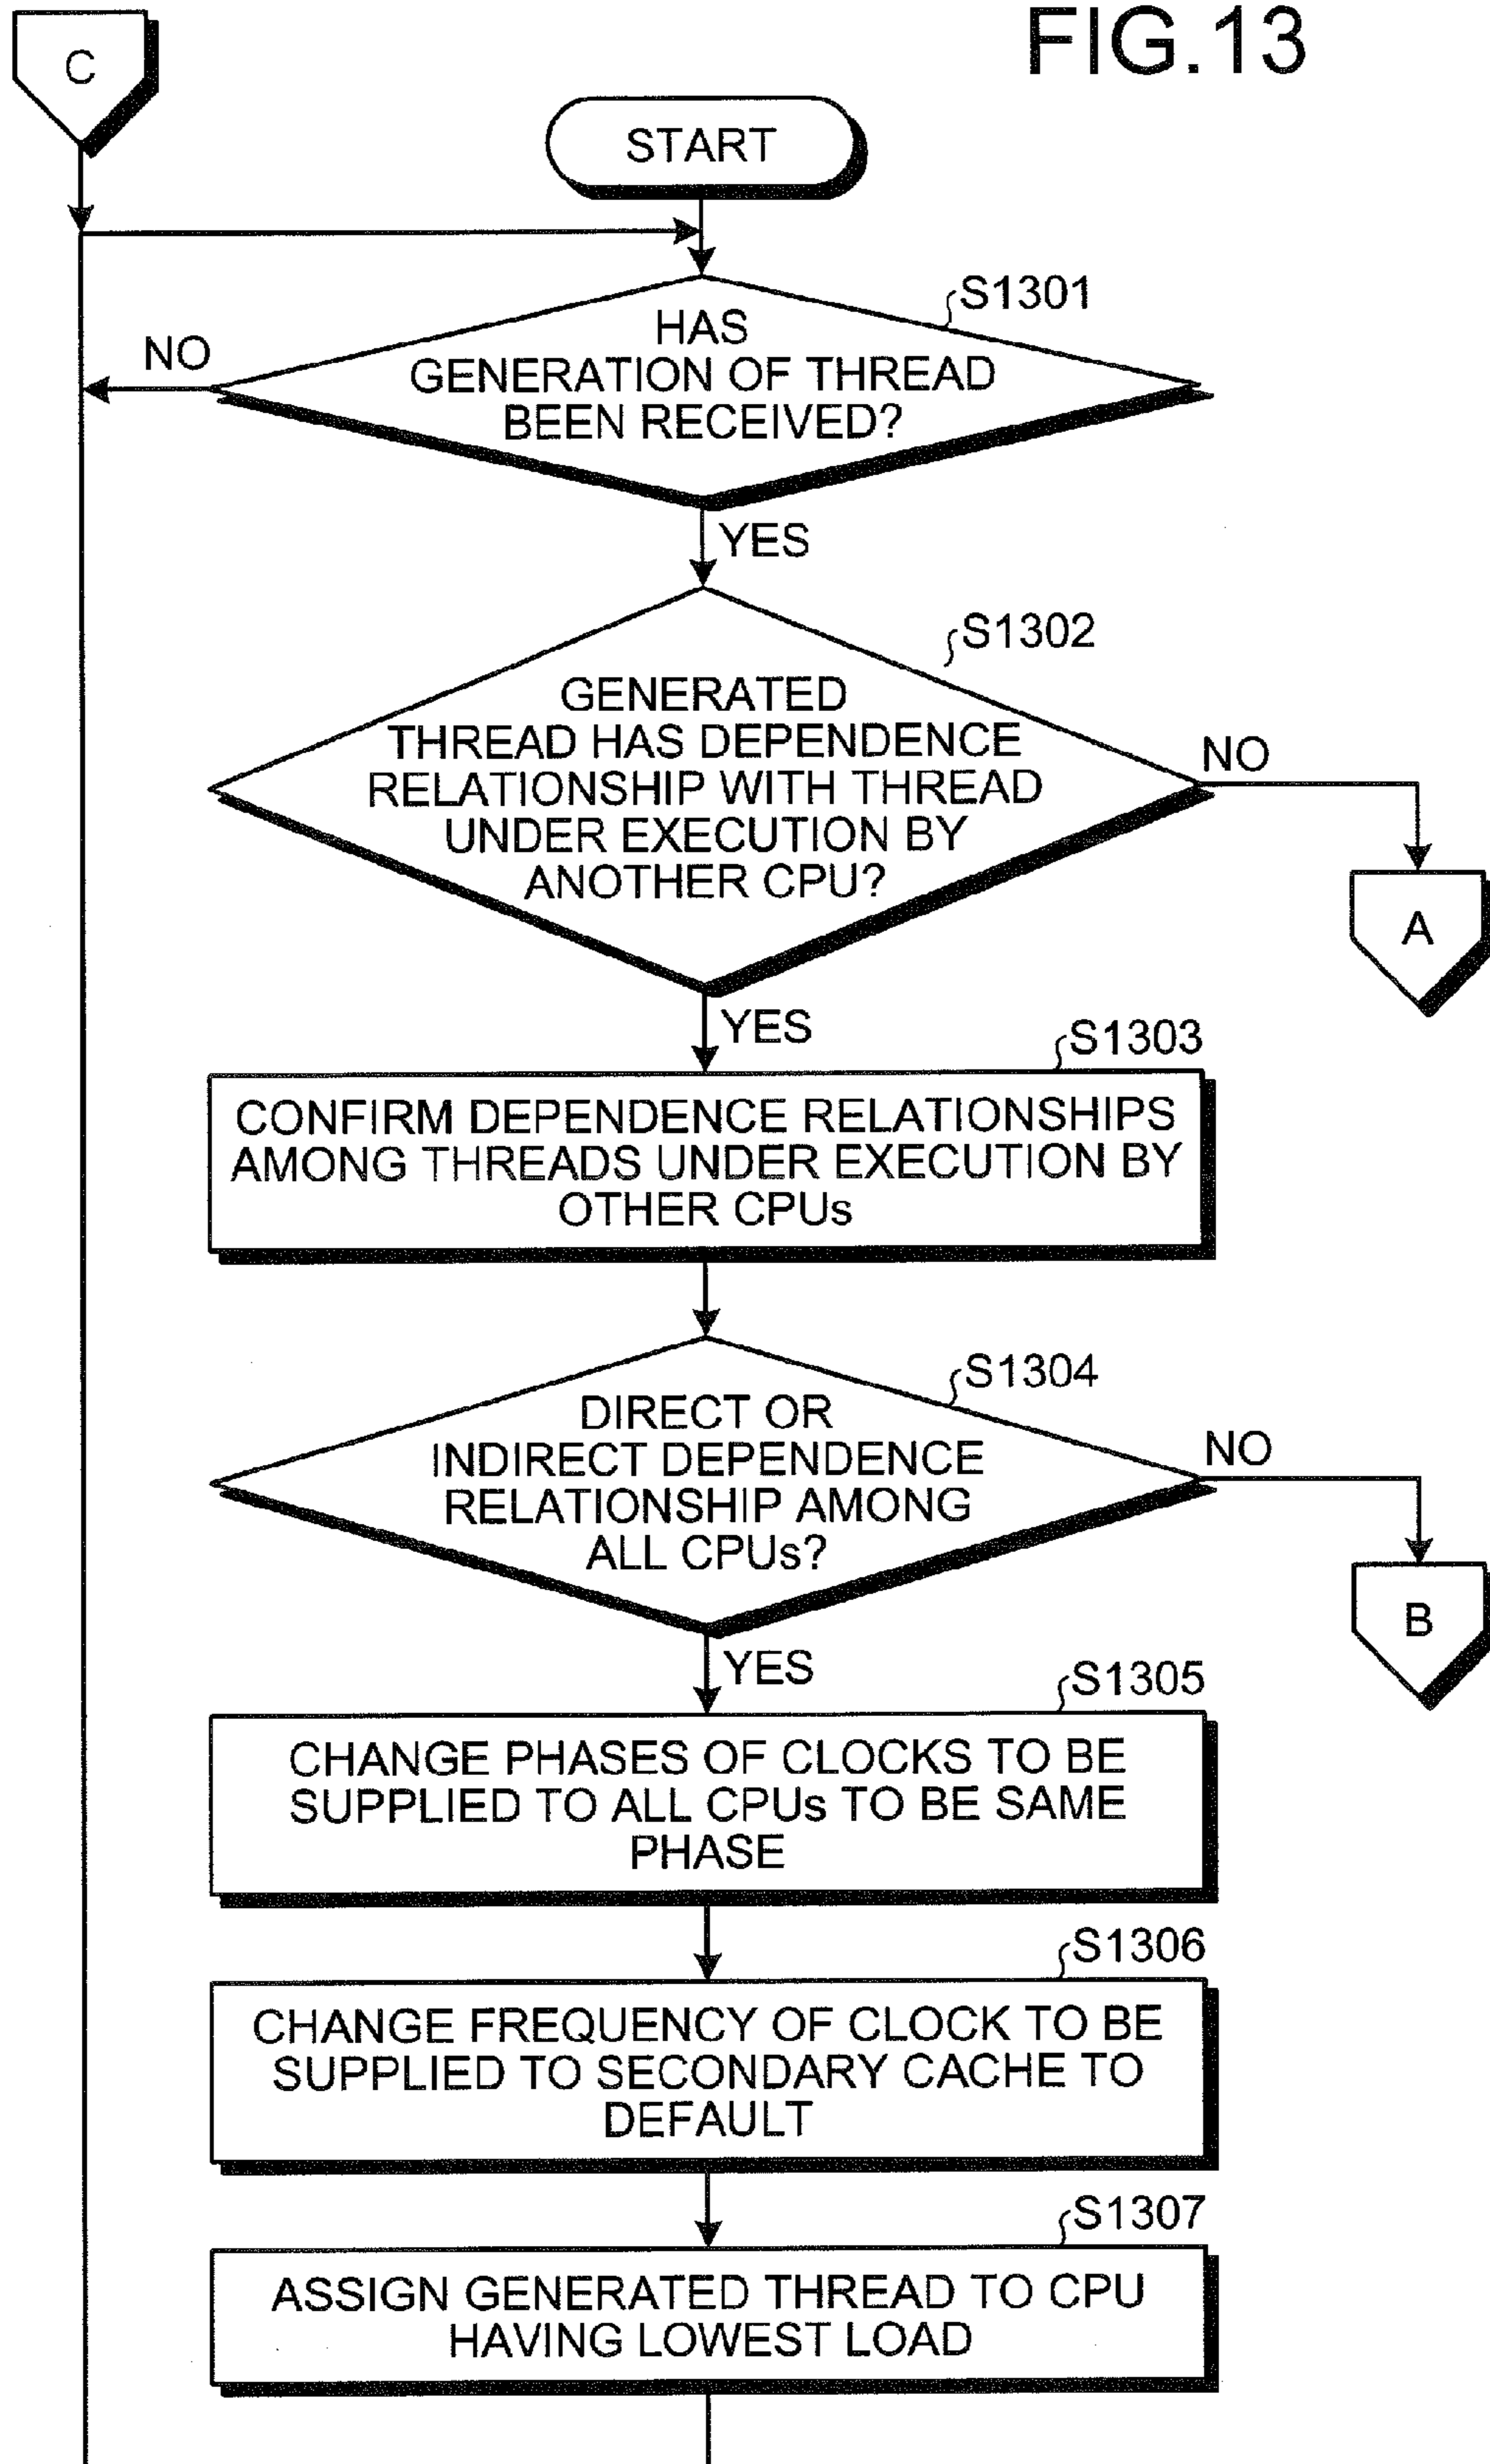 FIG.13
C
START
S1301
HAS
GENERATION OF THREAD
BEEN RECEIVED?
NO
YES
S1302
GENERATED
THREAD HAS DEPENDENCE
RELATIONSHIP WITH THREAD
UNDER EXECUTION BY
ANOTHER CPU?
NO
A
YES
S1303
CONFIRM DEPENDENCE RELATIONSHIPS
AMONG THREADS UNDER EXECUTION BY
OTHER CPUs
S1304
DIRECT OR
INDIRECT DEPENDENCE
RELATIONSHIP AMONG
ALL CPUs?
NO
B
YES
S1305
CHANGE PHASES OF CLOCKS TO BE
SUPPLIED TO ALL CPUs TO BE SAME
PHASE
S1306
CHANGE FREQUENCY OF CLOCK TO BE
SUPPLIED TO SECONDARY CACHE TO
DEFAULT
S1307
ASSIGN GENERATED THREAD TO CPU
HAVING LOWEST LOAD